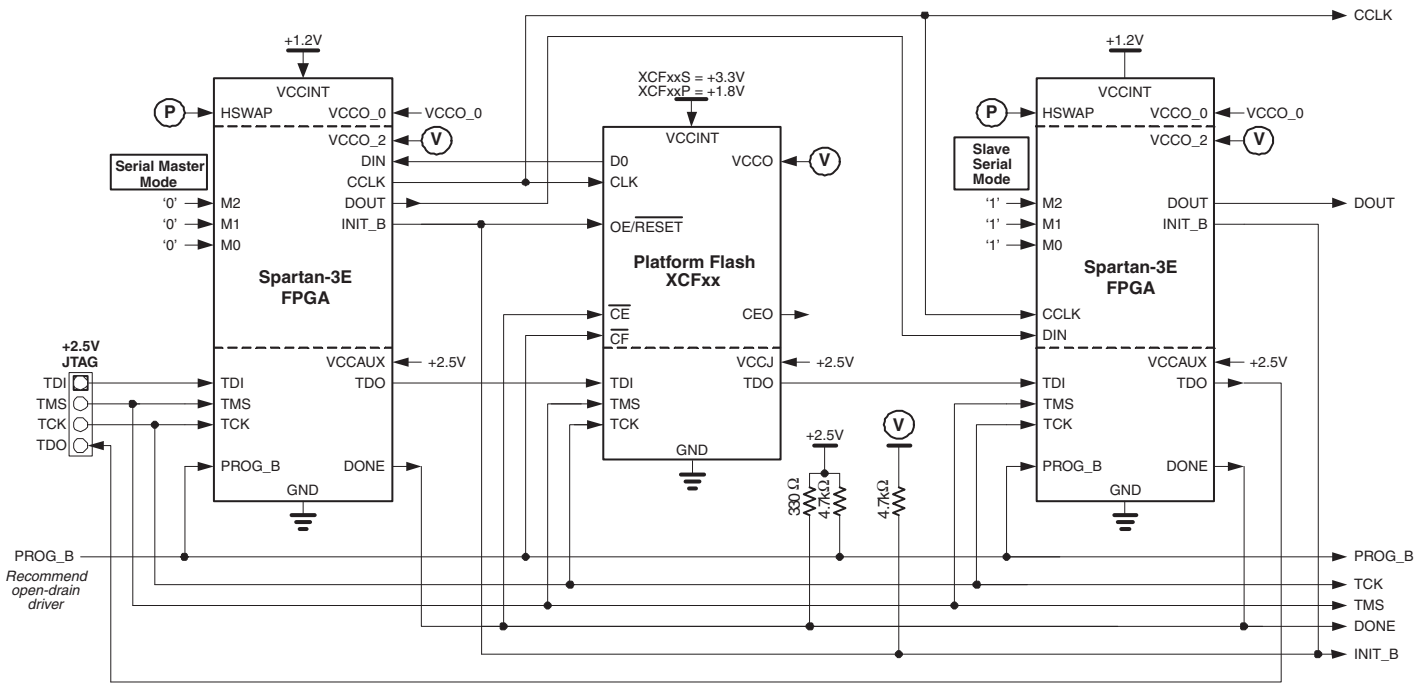 CCLK
+1.2V
VCCINT
P
HSWAP
VCCO_0
VCCO_0
VCCO_2
V
Serial Master
Mode
DIN
CCLK
DOUT
INIT_B
'0'
M2
'0'
M1
'0'
M0
Spartan-3E
FPGA
+2.5V
JTAG
TDI
TMS
TCK
TDO
VCCAUX
+2.5V
TDI
TDO
TMS
TCK
PROG_B
DONE
GND
XCFxxS = +3.3V
XCFxxP = +1.8V
VCCINT
D0
VCCO
V
CLK
OE/RESET
Platform Flash
XCFxx
CE
CEO
CF
VCCJ
+2.5V
TDI
TDO
TMS
TCK
GND
+2.5V
330 Ω
4.7kΩ
V
4.7kΩ
+1.2V
VCCINT
P
HSWAP
VCCO_0
VCCO_0
VCCO_2
V
Slave
Serial
Mode
'1'
M2
'1'
M1
'1'
M0
DOUT
DOUT
INIT_B
Spartan-3E
FPGA
CCLK
DIN
VCCAUX
+2.5V
TDI
TDO
TMS
TCK
PROG_B
DONE
GND
PROG_B
Recommend
open-drain
driver
PROG_B
TCK
TMS
DONE
INIT_B